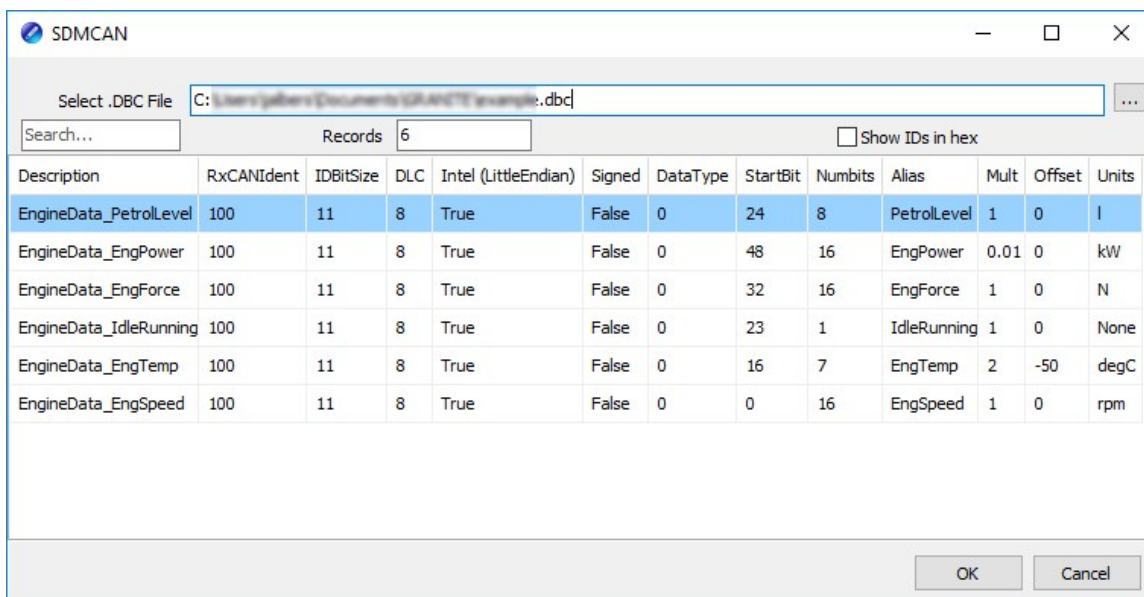 SDMCAN
Select .DBC File C: .dbc ...
Search... Records 6 Show IDs in hex
Description RxCANIdent IDBitSize DLC Intel (LittleEndian) Signed DataType StartBit Numbits Alias Mult Offset Units
EngineData_PetrolLevel 100 11 8 True False 0 24 8 PetrolLevel 1 0 l
EngineData_EngPower 100 11 8 True False 0 48 16 EngPower 0.01 0 kW
EngineData_EngForce 100 11 8 True False 0 32 16 EngForce 1 0 N
EngineData_IdleRunning 100 11 8 True False 0 23 1 IdleRunning 1 0 None
EngineData_EngTemp 100 11 8 True False 0 16 7 EngTemp 2 -50 degC
EngineData_EngSpeed 100 11 8 True False 0 0 16 EngSpeed 1 0 rpm
OK Cancel